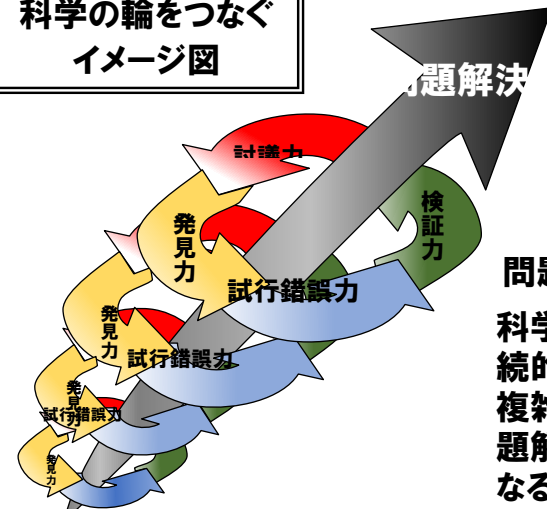 科学の輪をつなぐ
イメージ図
問題解決
討議力
検証力
発見力
試行錯誤力
発見力
試行錯誤力
発見力
試行錯誤力
発見力
問題
科学
続的
複雑
題解
なる